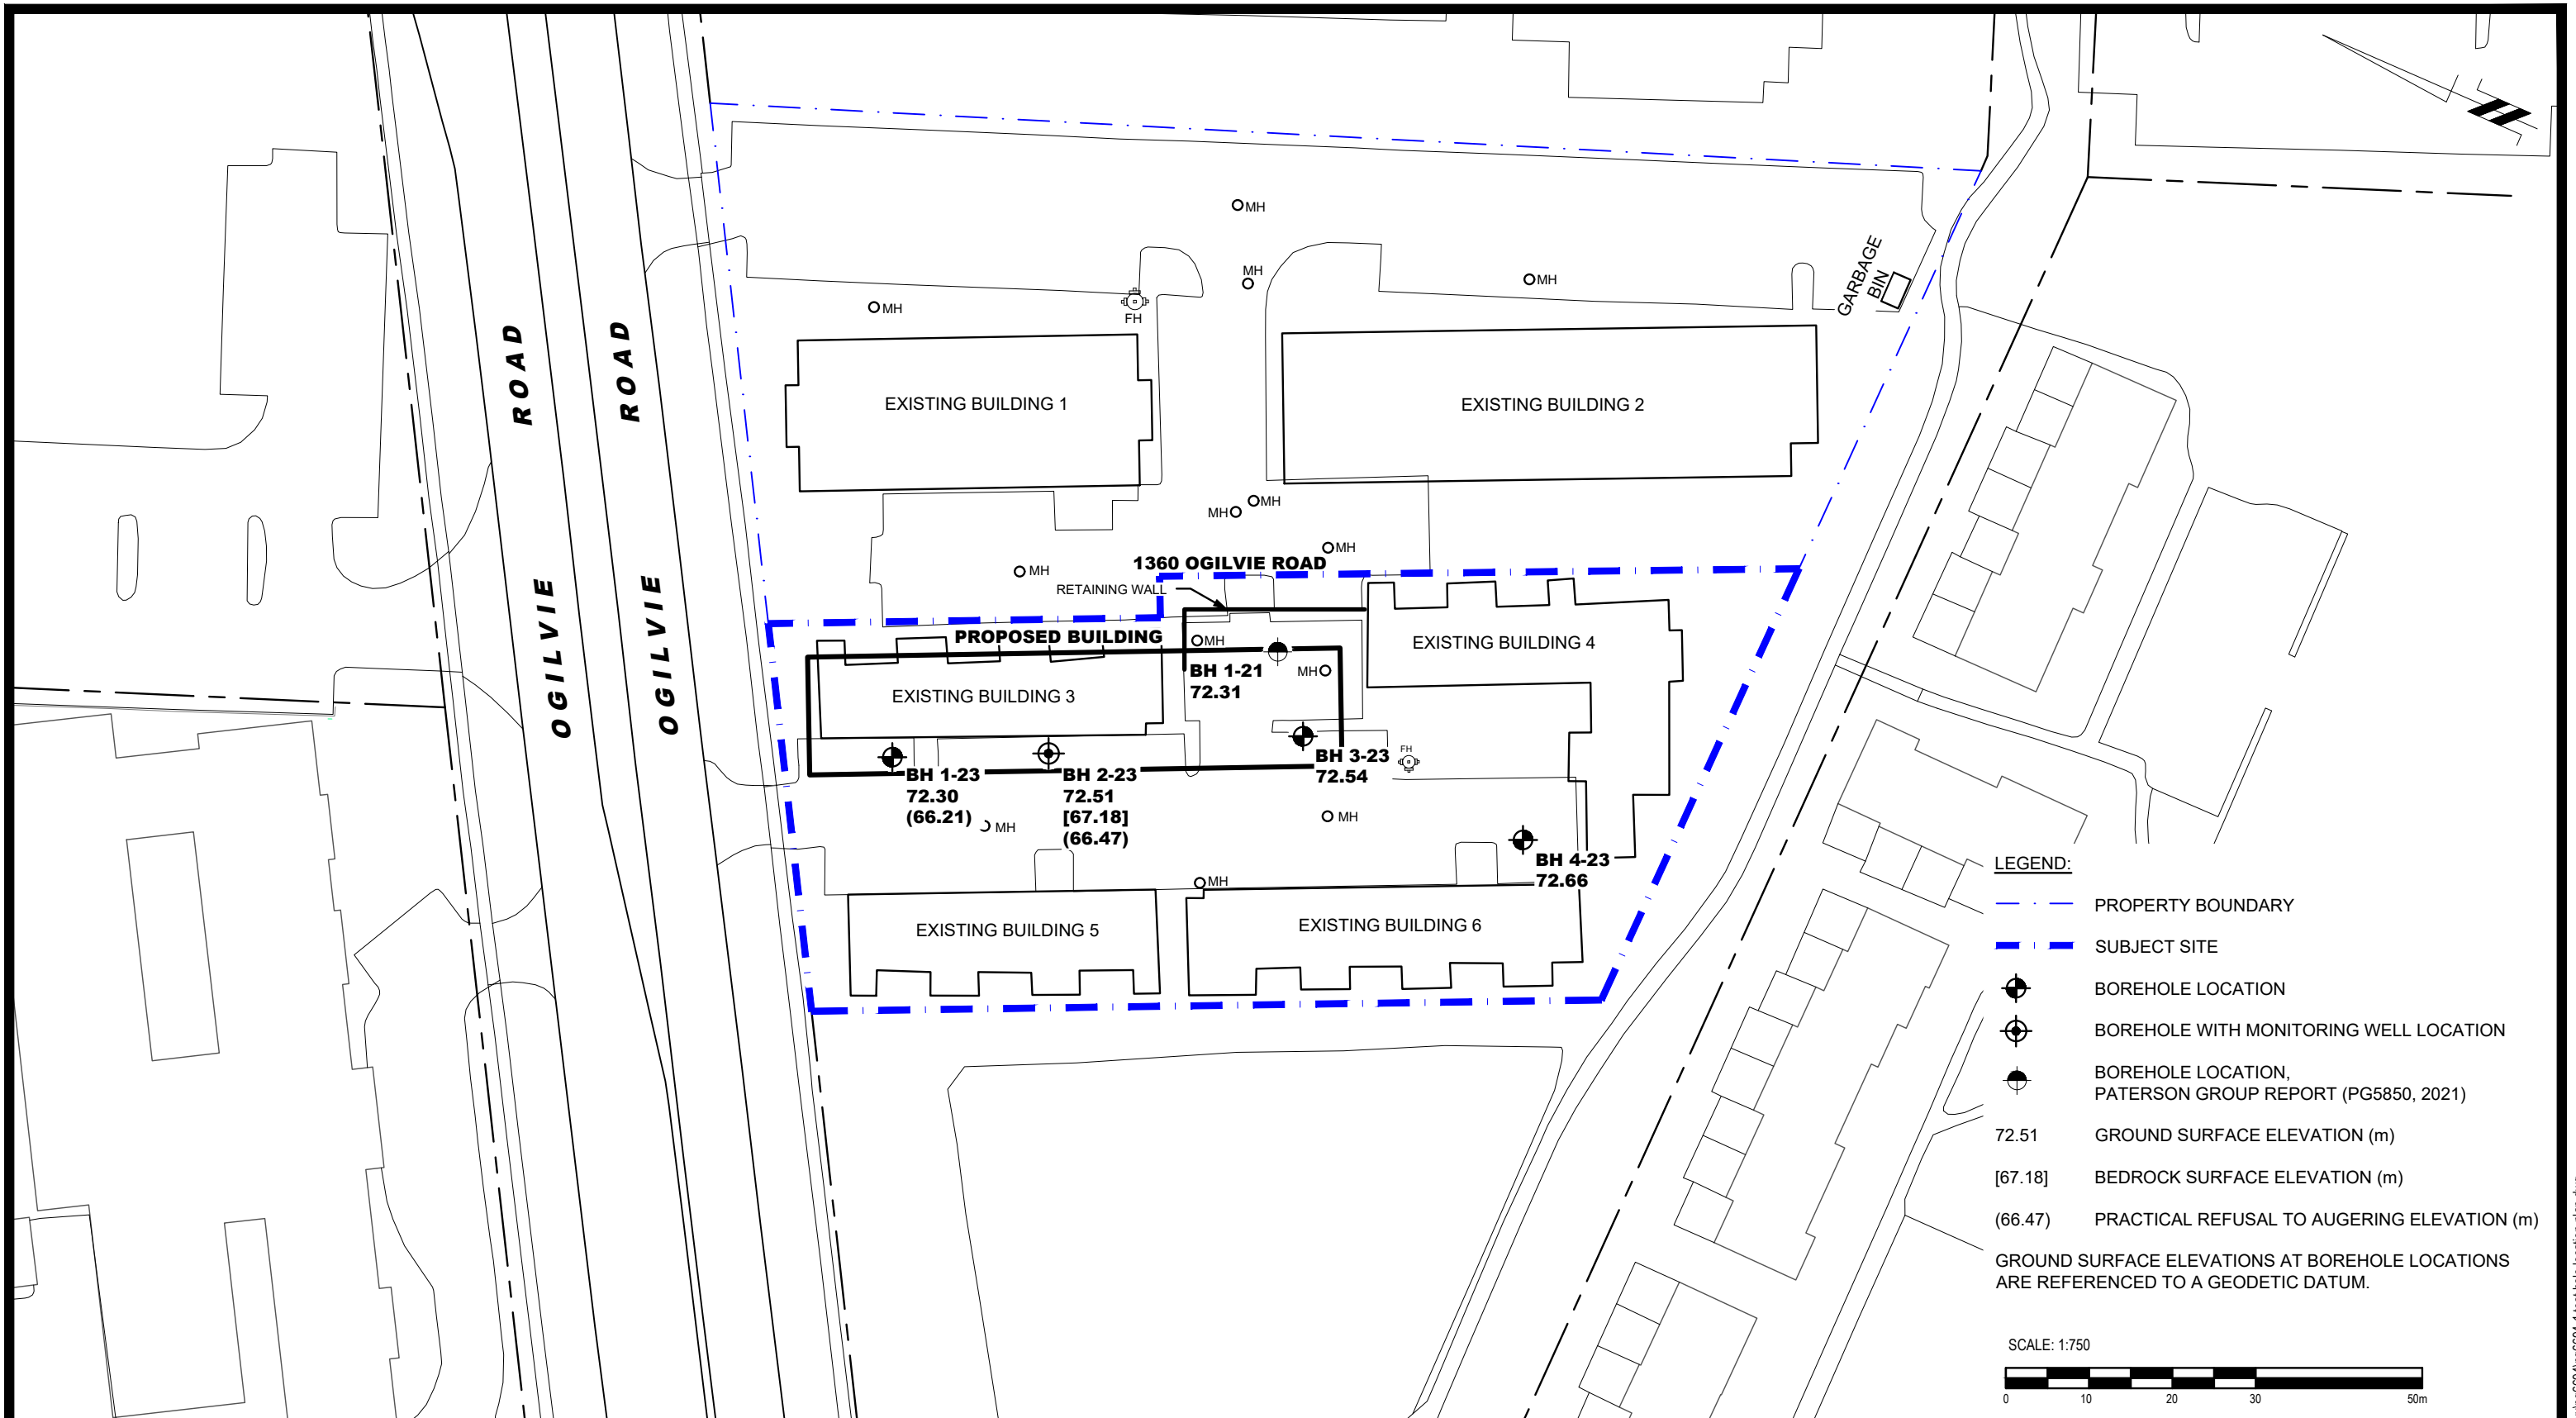 MH
MH
MH
MH
FH
GARBAGE
BIN
ROAD
ROAD
EXISTING BUILDING 1
EXISTING BUILDING 2
MH
MH
MH
MH
1360 OGILVIE ROAD
RETAINING WALL
OGILVIE
OGILVIE
PROPOSED BUILDING
MH
EXISTING BUILDING 4
BH 1-21
72.31
MH
EXISTING BUILDING 3
BH 3-23
72.54
FH
BH 1-23
72.30
(66.21)
MH
BH 2-23
72.51
[67.18]
(66.47)
MH
BH 4-23
72.66
MH
EXISTING BUILDING 5
EXISTING BUILDING 6
LEGEND:
PROPERTY BOUNDARY
SUBJECT SITE
BOREHOLE LOCATION
BOREHOLE WITH MONITORING WELL LOCATION
BOREHOLE LOCATION,
PATERSON GROUP REPORT (PG5850, 2021)
72.51 GROUND SURFACE ELEVATION (m)
[67.18] BEDROCK SURFACE ELEVATION (m)
(66.47) PRACTICAL REFUSAL TO AUGERING ELEVATION (m)
GROUND SURFACE ELEVATIONS AT BOREHOLE LOCATIONS
ARE REFERENCED TO A GEODETIC DATUM.
SCALE: 1:750
0 10 20 30 50m